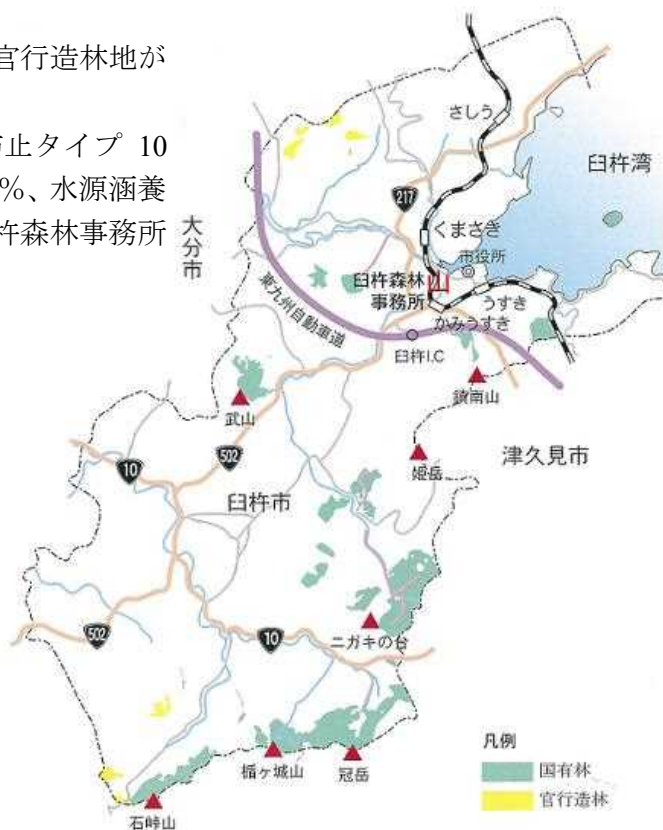 官行造林地が
止タイプ 10
%、水源涵養
杵森林事務所
大分市
さしう
臼杵湾
217
くまさき
市役所
臼杵森林
事務所
うすき
かみうすき
東九州自動車道
臼杵I.C
鎮南山
武山
姫岳
津久見市
10
502
臼杵市
502
10
ニガキの台
楯ヶ城山
冠岳
石峠山
凡例
国有林
官行造林